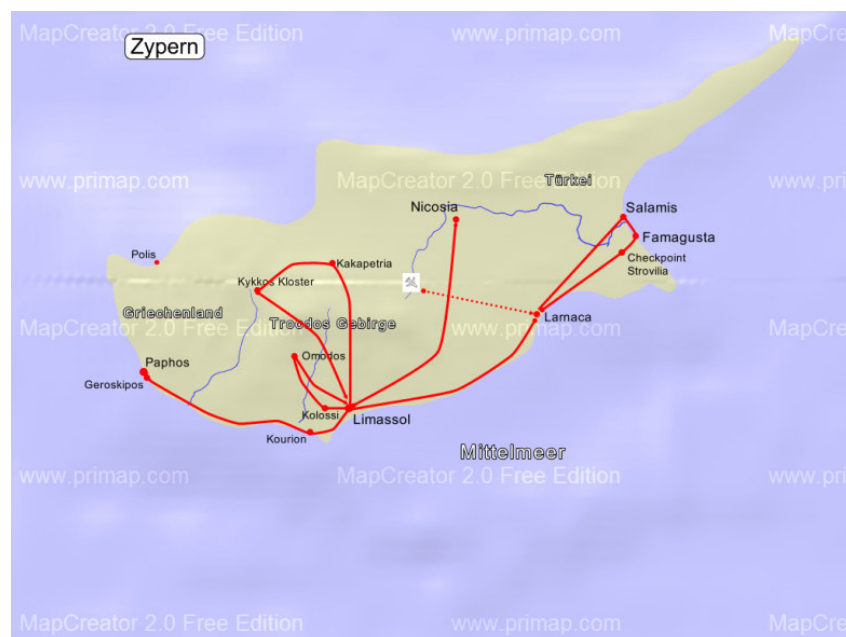 MapCreator 2.0 Free Edition
www.primap.com
MapCre
Zypern
www.primap.com
MapCreator 2.0 Free Edition
www.pri
Türkei
Nicosia
Salamis
Famagusta
Polis
Kakapetria
Checkpoint
Strovilia
Kykkos Kloster
Griechenland
Troodos Gebirge
Larnaca
MapCreator 2.0 Free Edition
www.primap.com
MapCre
Omodos
Paphos
Geroskipos
Kolossi
Limassol
Kourion
Mittelmeer
www.primap.com
MapCreator 2.0 Free Edition
www.pri
MapCreator 2.0 Free Edition
www.primap.com
MapCre